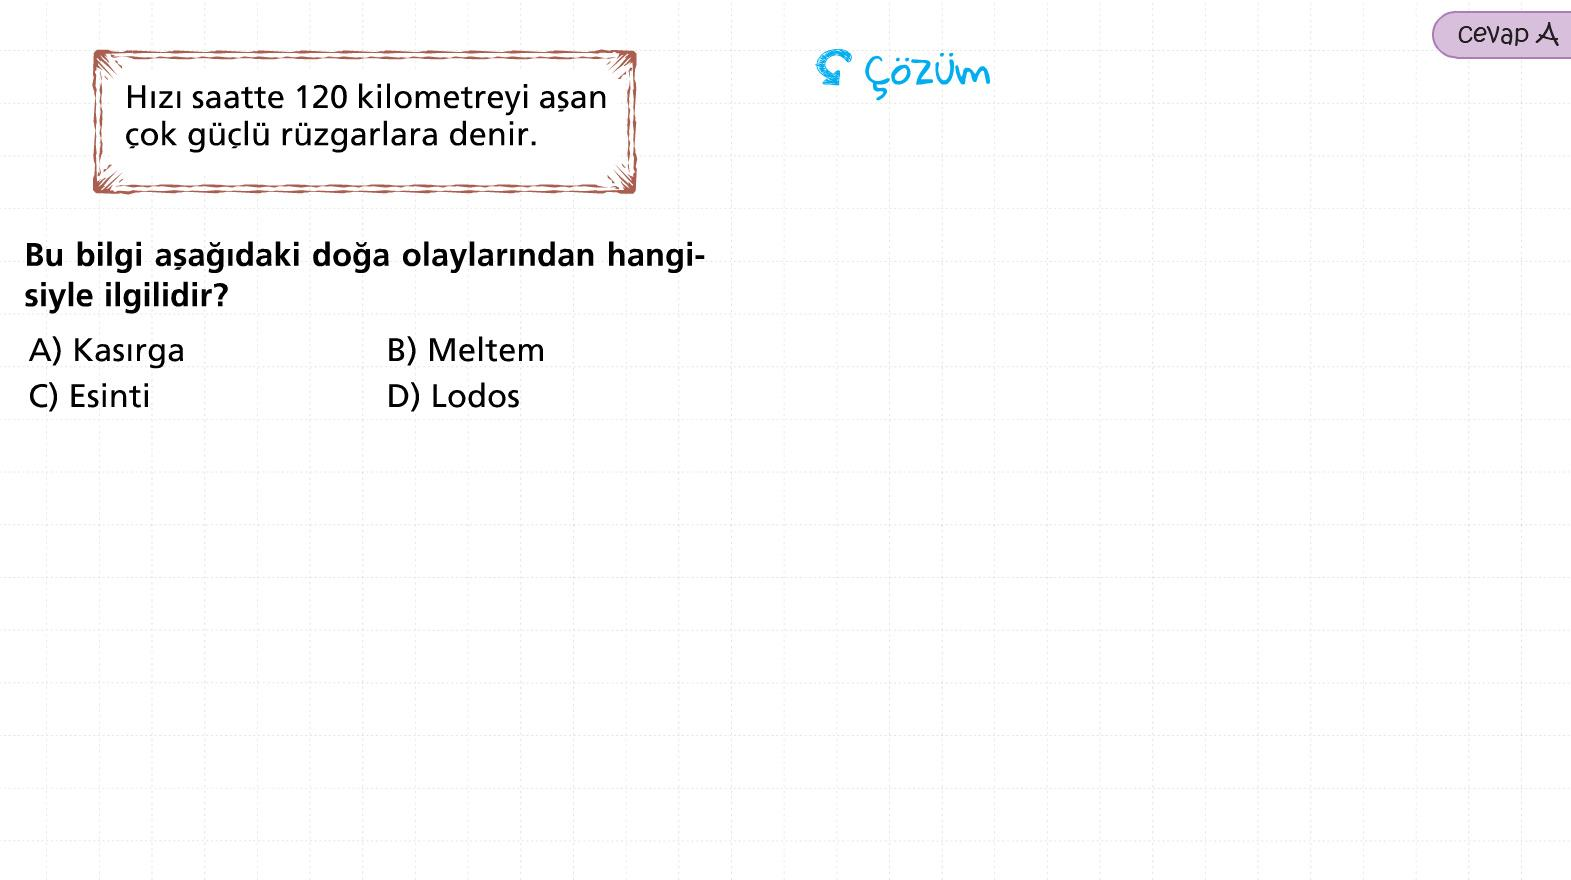 Cevap A
Hızı saatte 120 kilometreyi aşan
çok güçlü rüzgarlara denir.
Bu bilgi aşağıdaki doğa olaylarından hangi-
siyle ilgilidir?
A) Kasırga B) Meltem
C) Esinti D) Lodos
Çözüm